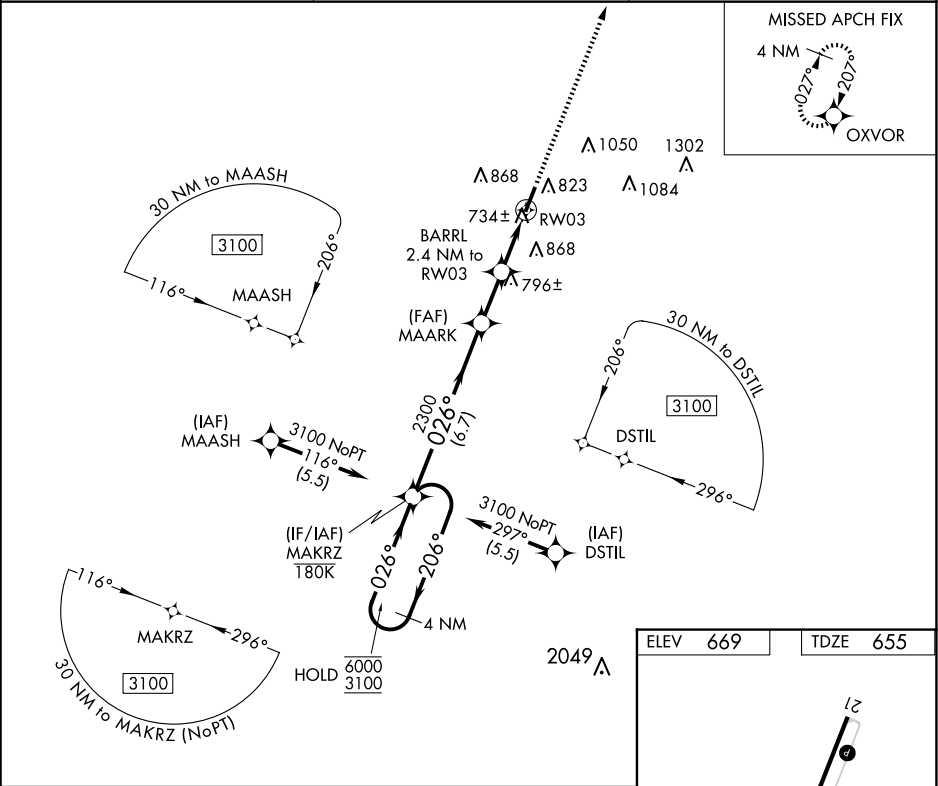 MISSED APCH FIX
4 NM
027°
207°
OXVOR
1050
1302
868
823
1084
734±
RW03
BARRL
2.4 NM to
RW03
868
796±
30 NM to MAASH
3100
206°
116°
MAASH
(FAF)
MAARK
30 NM to DSTIL
206°
3100
DSTIL
296°
2300
026°
(6.7)
(IAF)
MAASH
3100 NoPT
116°
(5.5)
(IF/IAF)
MAKRZ
180K
3100 NoPT
297°
(5.5)
(IAF)
DSTIL
026°
206°
4 NM
HOLD
6000
3100
116°
MAKRZ
296°
3100
30 NM to MAKRZ (NoPT)
2049
ELEV 669
TDZE 655
21
P